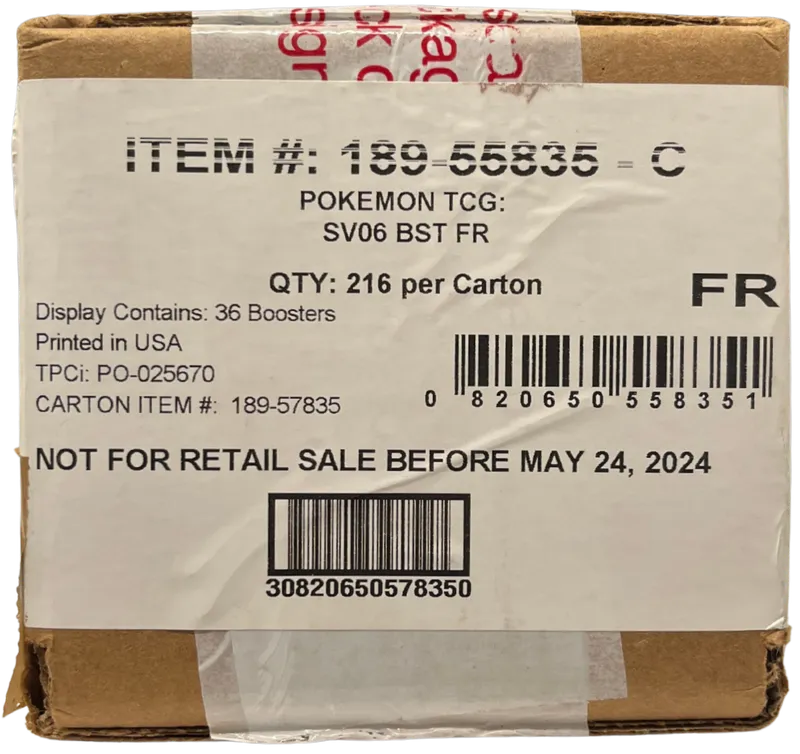 ITEM #: 189-55835 - C
POKEMON TCG:
SV06 BST FR
QTY: 216 per Carton
FR
Display Contains: 36 Boosters
Printed in USA
TPCi: PO-025670
CARTON ITEM #: 189-57835
0 820650 558351
NOT FOR RETAIL SALE BEFORE MAY 24, 2024
30820650578350